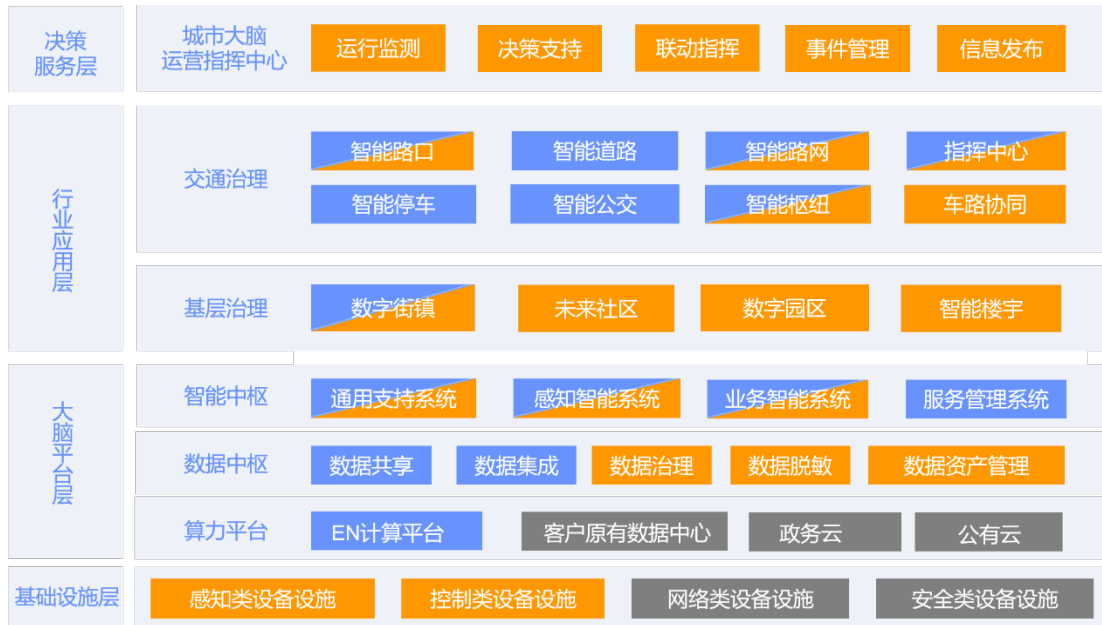 决策
服务层
城市大脑
运营指挥中心
运行监测
决策支持
联动指挥
事件管理
信息发布
行业应用层
交通治理
智能路口
智能道路
智能路网
指挥中心
智能停车
智能公交
智能枢纽
车路协同
基层治理
数字街镇
未来社区
数字园区
智能楼宇
大脑平台层
智能中枢
通用支持系统
感知智能系统
业务智能系统
服务管理系统
数据中枢
数据共享
数据集成
数据治理
数据脱敏
数据资产管理
算力平台
EN计算平台
客户原有数据中心
政务云
公有云
基础设施层
感知类设备设施
控制类设备设施
网络类设备设施
安全类设备设施